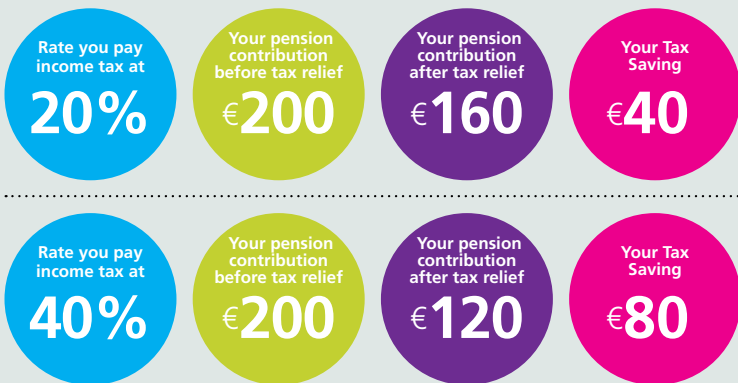 Rate you pay
income tax at
20%
Your pension
contribution
before tax relief
€200
Your pension
contribution
after tax relief
€160
Your Tax
Saving
€40
Rate you pay
income tax at
40%
Your pension
contribution
before tax relief
€200
Your pension
contribution
after tax relief
€120
Your Tax
Saving
€80